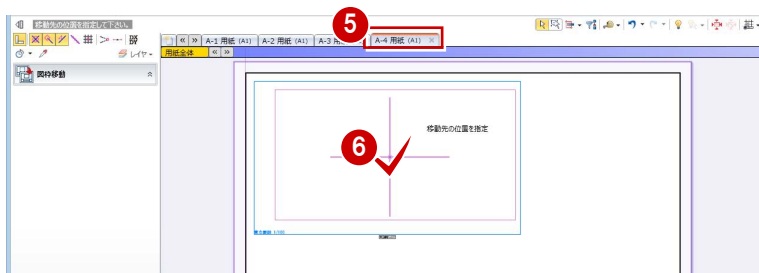 移動先の位置を指定して下さい。
5
レイヤ
A-1 用紙 (A1) A-2 用紙 (A1) A-3 用 A-4 用紙 (A1)
用紙全体
図枠移動
移動先の位置を指定
6